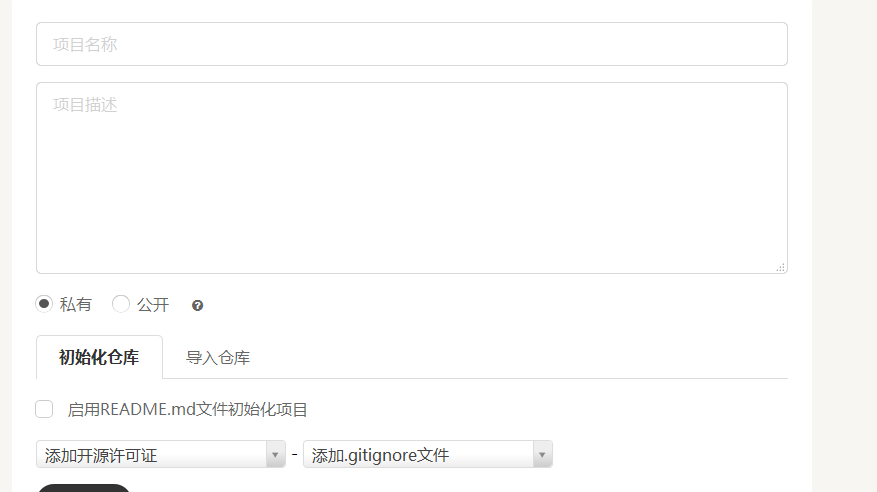 项目名称
项目描述
私有 公开
初始化仓库 导入仓库
启用README.md文件初始化项目
添加开源许可证 - 添加.gitignore文件